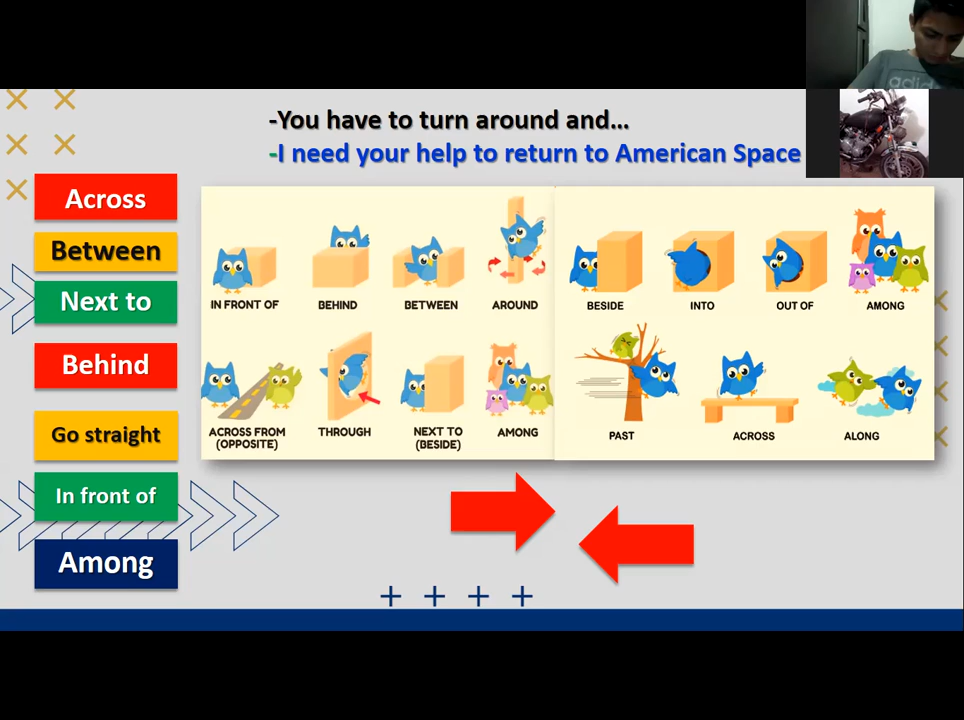 -You have to turn around and...
-I need your help to return to American Space
Across
Between
Next to
Behind
Go straight
In front of
Among
IN FRONT OF
BEHIND
BETWEEN
AROUND
ACROSS FROM
(OPPOSITE)
THROUGH
NEXT TO
(BESIDE)
AMONG
BESIDE
INTO
OUT OF
AMONG
PAST
ACROSS
ALONG